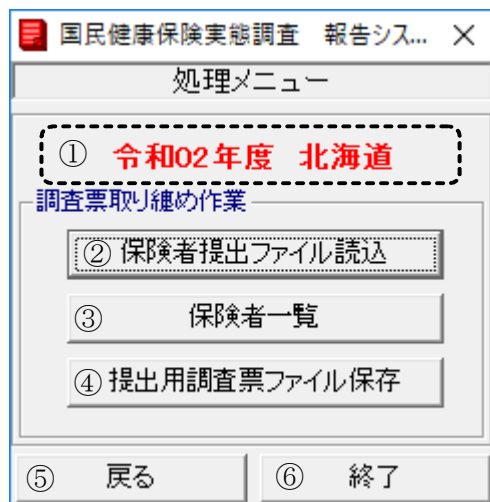 国民健康保険実態調査 報告シス...
処理メニュー
① 令和02年度 北海道
調査票取り纏め作業
② 保険者提出ファイル読込
③ 保険者一覧
④ 提出用調査票ファイル保存
⑤ 戻る
⑥ 終了